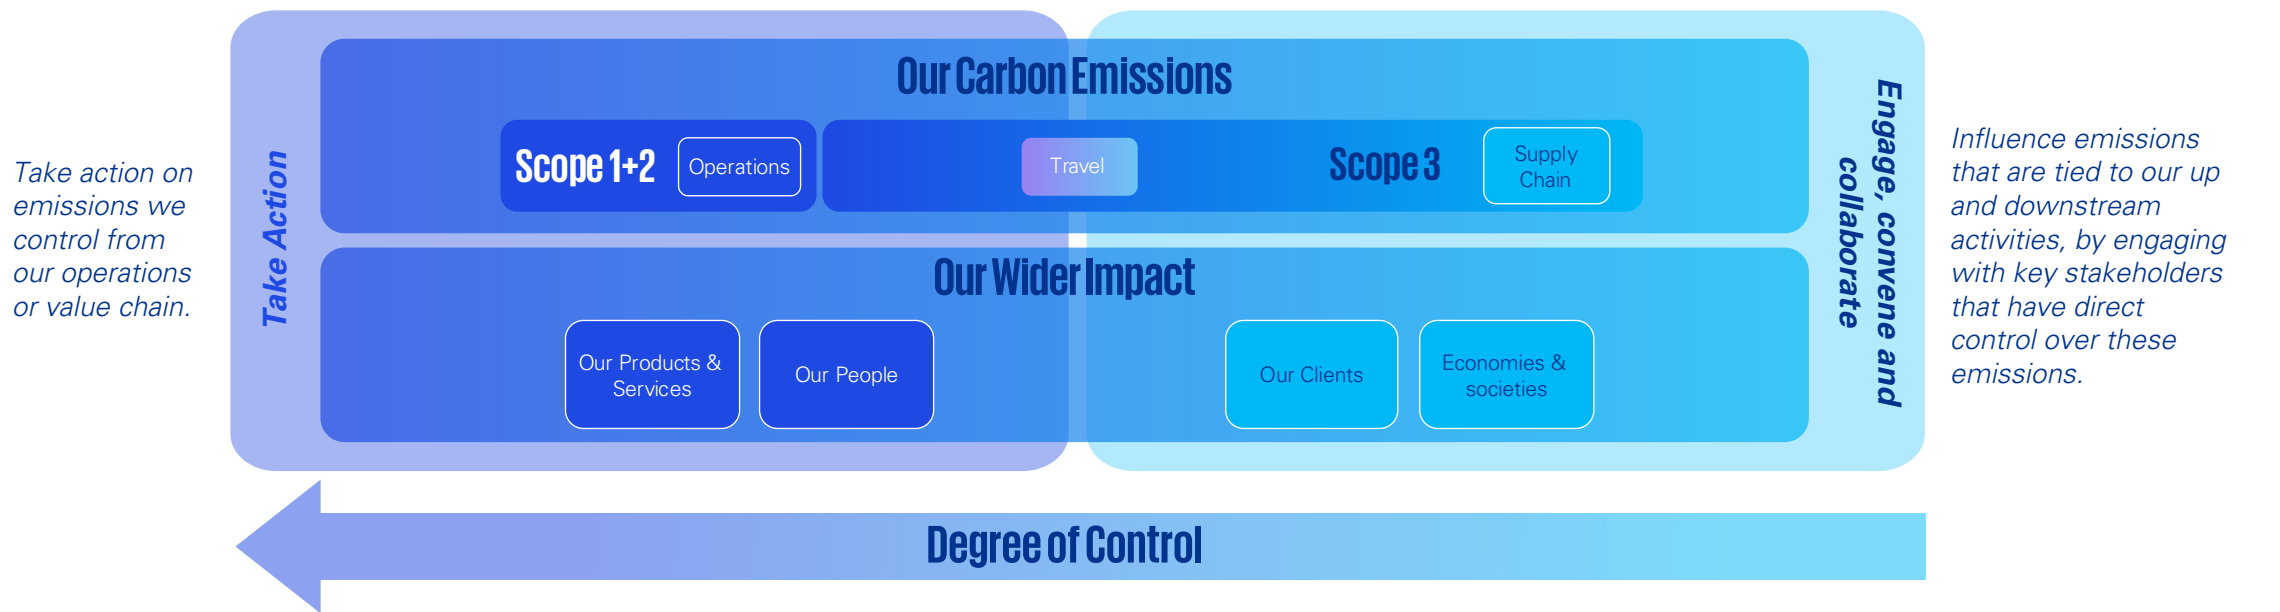 Take action on
emissions we
control from
our operations
or value chain.
Take Action
Our Carbon Emissions
Scope 1+2
Operations
Travel
Scope 3
Supply
Chain
Our Wider Impact
Our Products &
Services
Our People
Our Clients
Economies &
societies
Engage, convene and
collaborate
Influence emissions
that are tied to our up
and downstream
activities, by engaging
with key stakeholders
that have direct
control over these
emissions.
Degree of Control